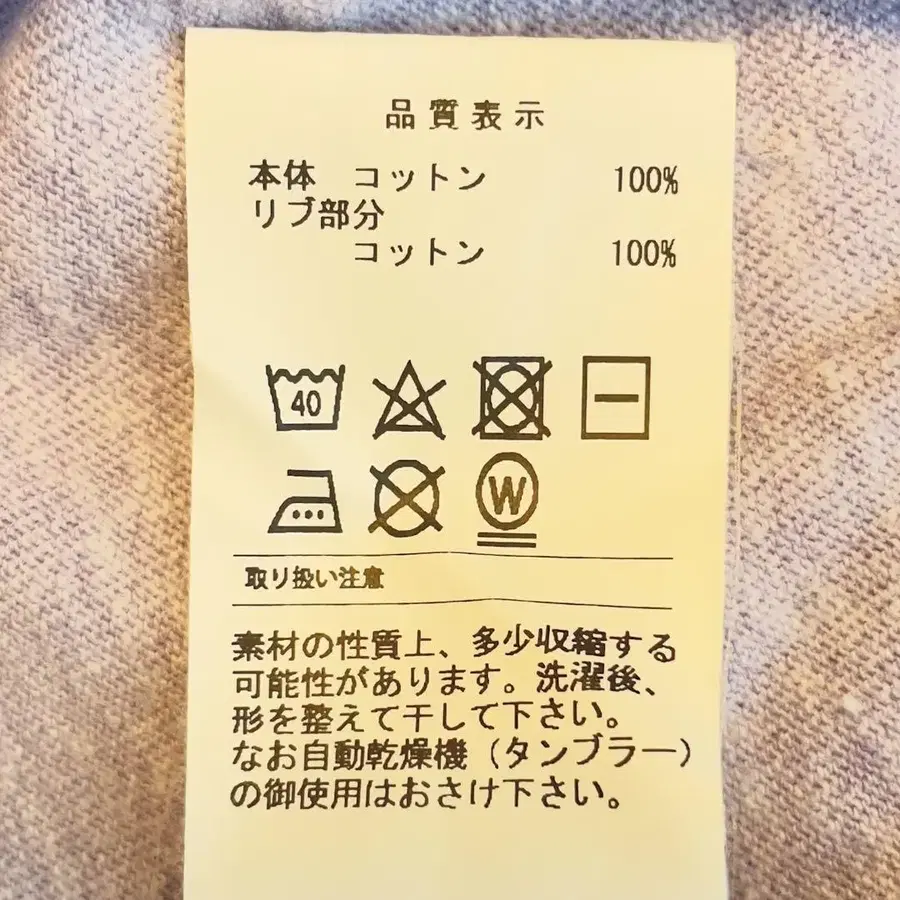 品質表示
本体 コットン 100%
リブ部分
コットン 100%
40
W
取り扱い注意
素材の性質上、多少収縮する
可能性があります。洗濯後、
形を整えて干して下さい。
なお自動乾燥機（タンブラー）
の御使用はおさけ下さい。